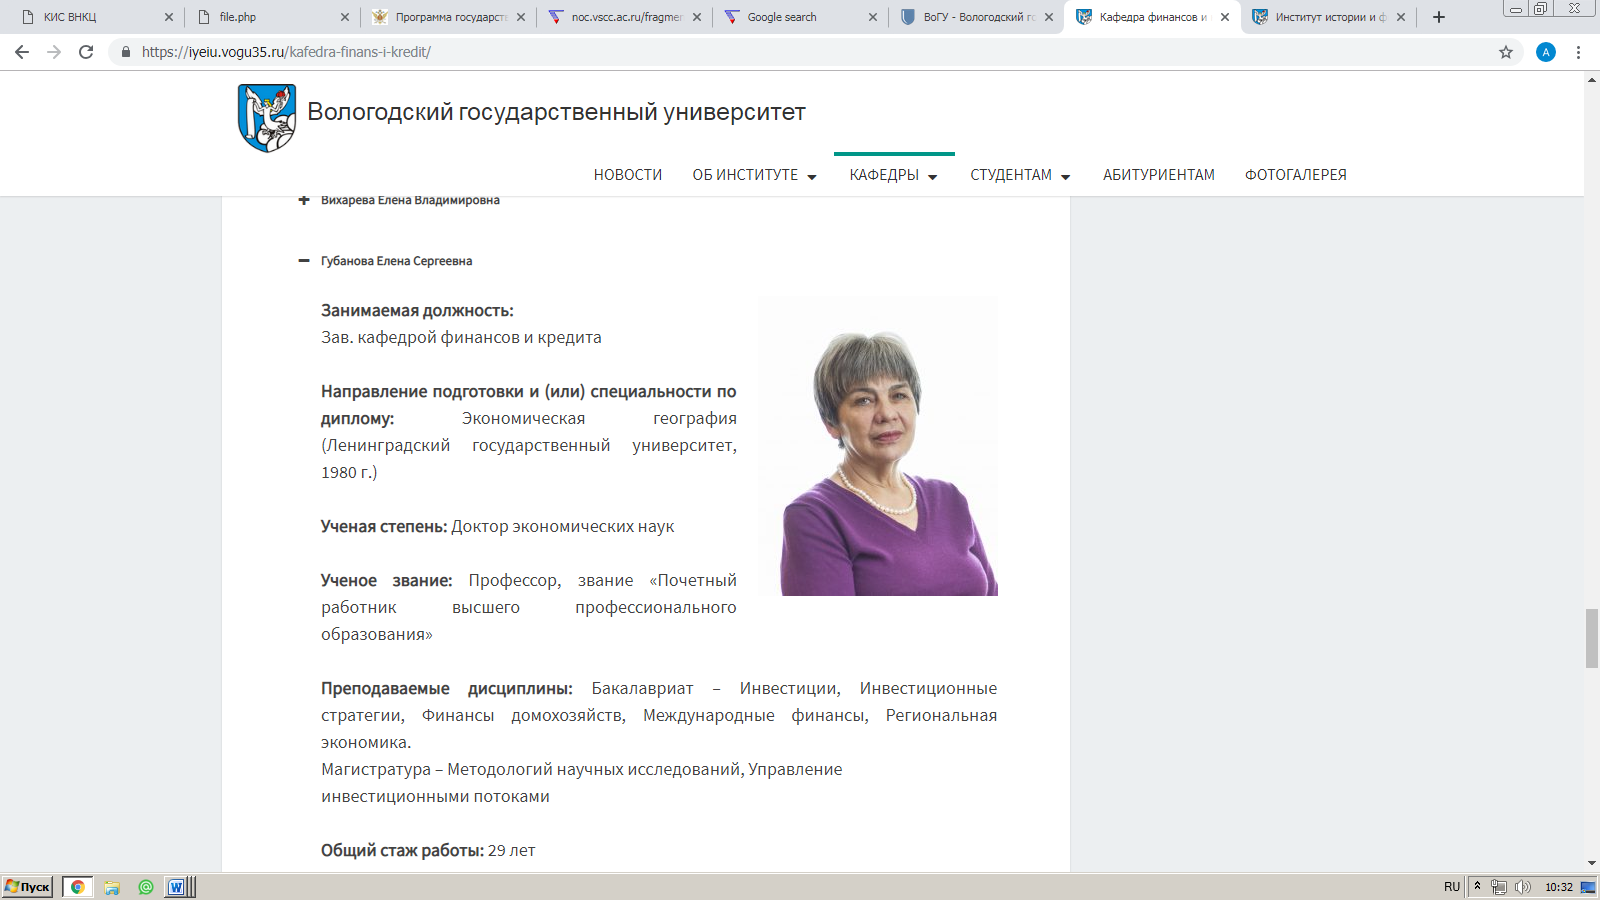 КИС ВНКЦ
file.php
Программа государст
noc.vscc.ac.ru/fragmer
Google search
ВоГУ - Вологодский го
Кафедра финансов и
Институт истории и ф
https://iyeiu.vogu35.ru/kafedra-finans-i-kredit/
A
Вологодский государственный университет
НОВОСТИ ОБ ИНСТИТУТЕ КАФЕДРЫ СТУДЕНТАМ АБИТУРИЕНТАМ ФОТОГАЛЕРЕЯ
Вихарева Елена Владимировна
Губанова Елена Сергеевна
Занимаемая должность:
Зав. кафедрой финансов и кредита
Направление подготовки и (или) специальности по
диплому: Экономическая география
(Ленинградский государственный университет,
1980 г.)
Ученая степень: Доктор экономических наук
Ученое звание: Профессор, звание «Почетный
работник высшего профессионального
образования»
Преподаваемые дисциплины: Бакалавриат – Инвестиции, Инвестиционные
стратегии, Финансы домохозяйств, Международные финансы, Региональная
экономика.
Магистратура – Методологий научных исследований, Управление
инвестиционными потоками
Общий стаж работы: 29 лет
Пуск
RU
10:32